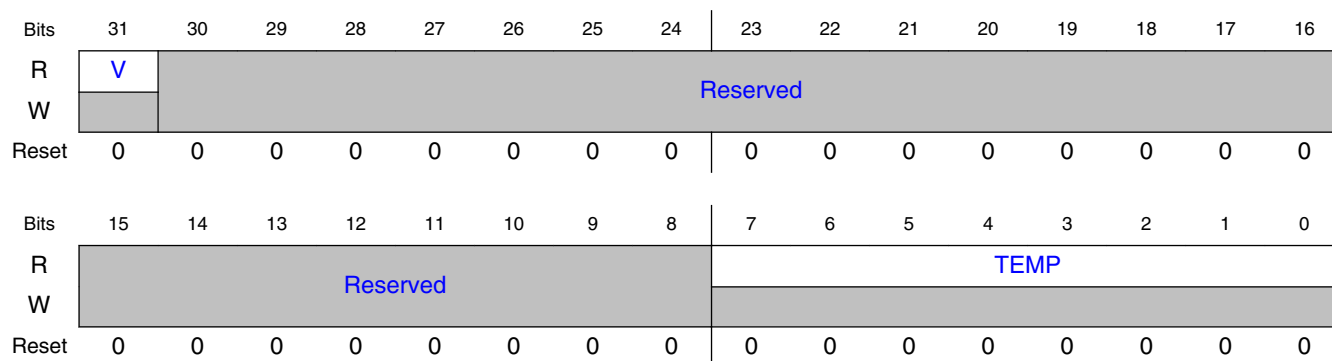 Bits 31 30 29 28 27 26 25 24 23 22 21 20 19 18 17 16
R V
Reserved
W
Reset 0 0 0 0 0 0 0 0 0 0 0 0 0 0 0 0
Bits 15 14 13 12 11 10 9 8 7 6 5 4 3 2 1 0
R TEMP
Reserved
W
Reset 0 0 0 0 0 0 0 0 0 0 0 0 0 0 0 0